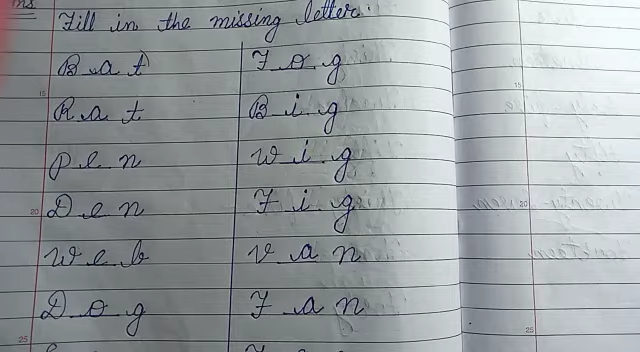 Fill in the missing letter.
B a t F o g
R a t B i g
P e n W i g
D e n F i g
W e b V a n
D o g F a n